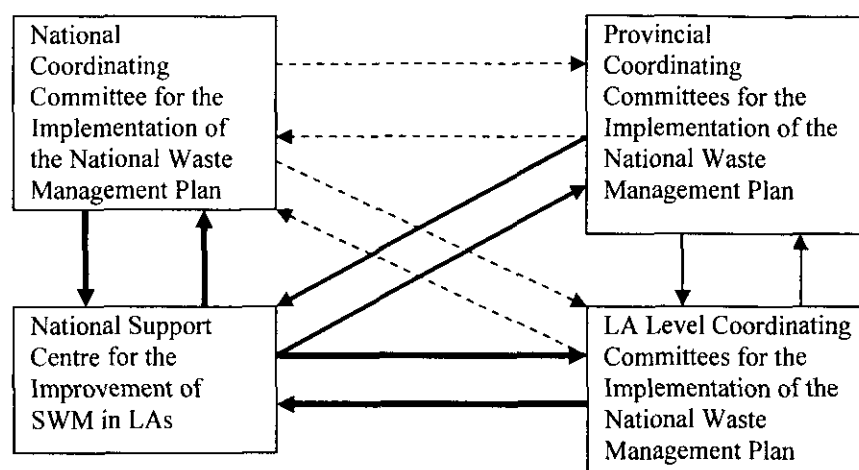 National
Coordinating
Committee for the
Implementation of
the National Waste
Management Plan
Provincial
Coordinating
Committees for the
Implementation of the
National Waste
Management Plan
National Support
Centre for the
Improvement of
SWM in LAs
LA Level Coordinating
Committees for the
Implementation of the
National Waste
Management Plan